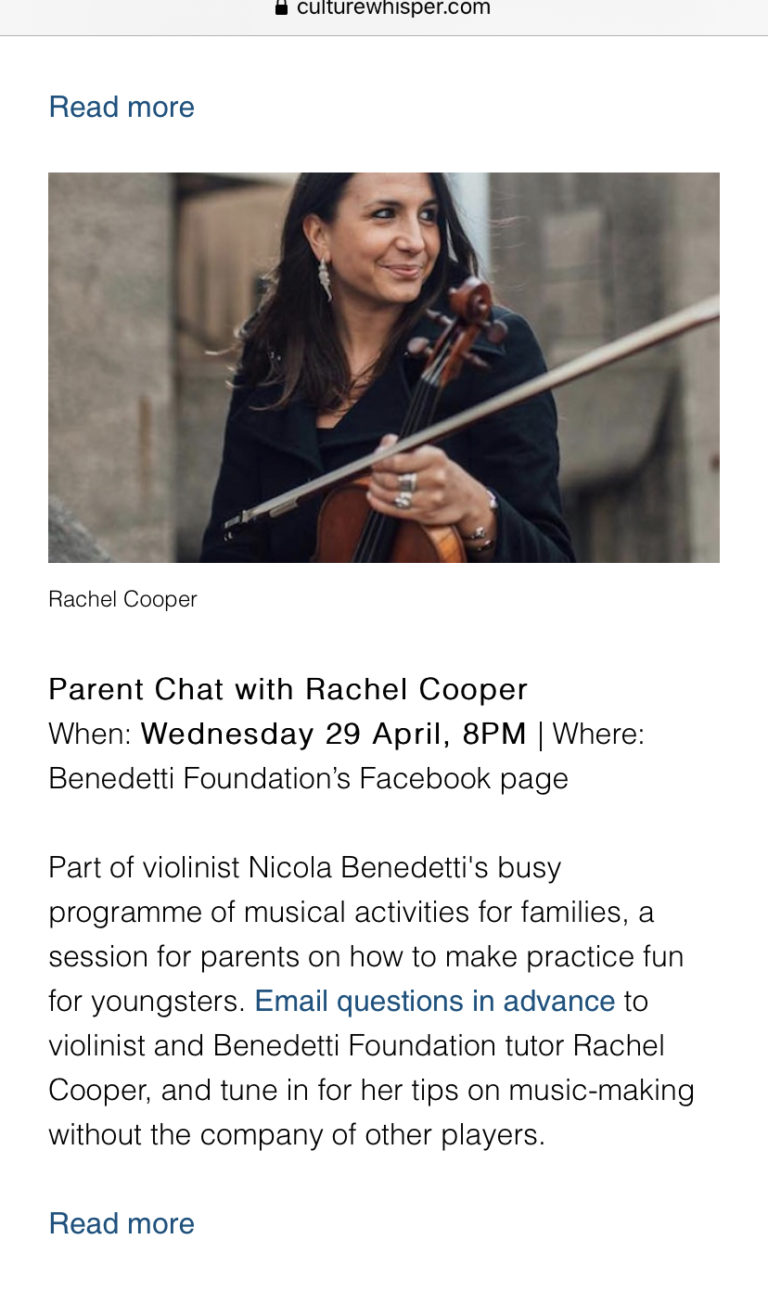 culturewhisper.com
Read more
Rachel Cooper
Parent Chat with Rachel Cooper
When: Wednesday 29 April, 8PM | Where:
Benedetti Foundation’s Facebook page
Part of violinist Nicola Benedetti's busy
programme of musical activities for families, a
session for parents on how to make practice fun
for youngsters. Email questions in advance to
violinist and Benedetti Foundation tutor Rachel
Cooper, and tune in for her tips on music-making
without the company of other players.
Read more